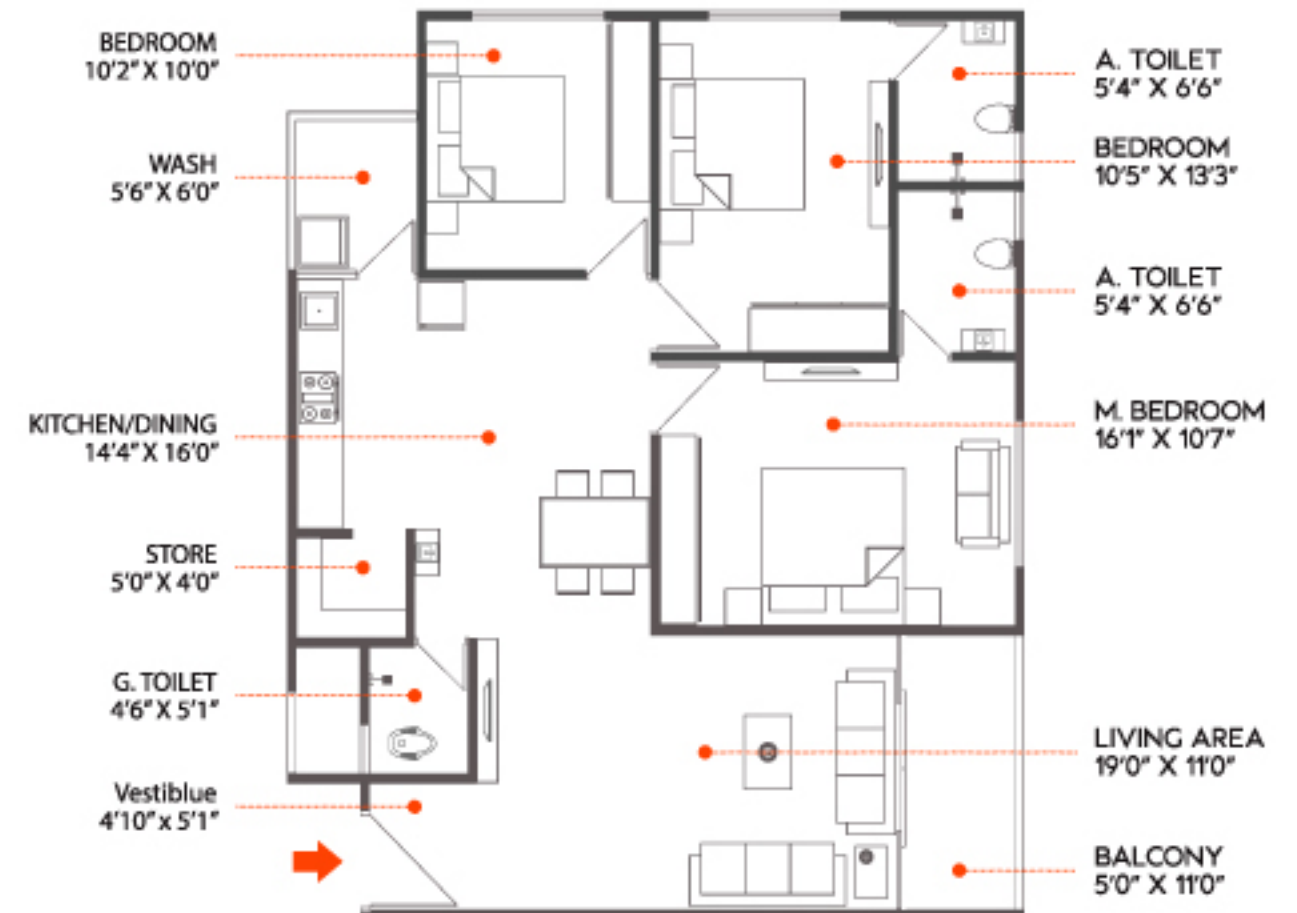 BEDROOM
10'2" X 10'0"
WASH
5'6" X 6'0"
KITCHEN/DINING
14'4" X 16'0"
STORE
5'0" X 4'0"
G. TOILET
4'6" X 5'1"
Vestiblue
4'10" x 5'1"
A. TOILET
5'4" X 6'6"
BEDROOM
10'5" X 13'3"
A. TOILET
5'4" X 6'6"
M. BEDROOM
16'1" X 10'7"
LIVING AREA
19'0" X 11'0"
BALCONY
5'0" X 11'0"